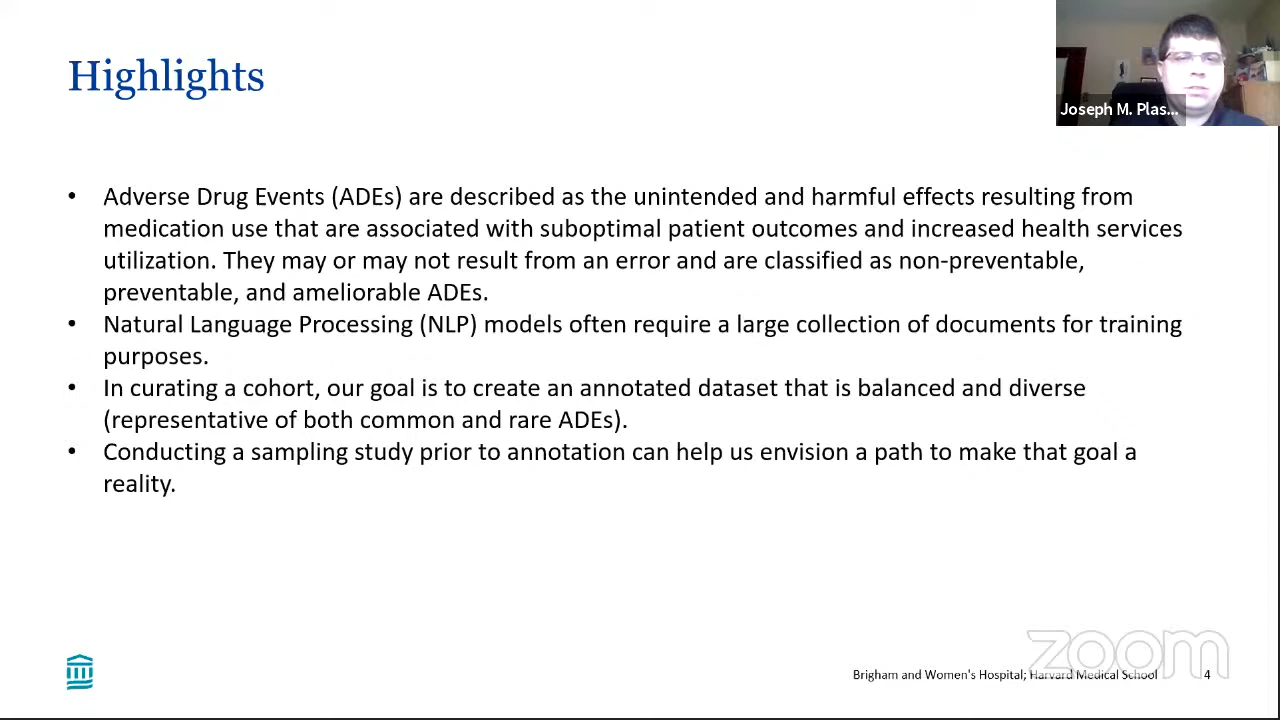 Highlights
Joseph M. Plas...
• Adverse Drug Events (ADEs) are described as the unintended and harmful effects resulting from
medication use that are associated with suboptimal patient outcomes and increased health services
utilization. They may or may not result from an error and are classified as non-preventable,
preventable, and ameliorable ADEs.
• Natural Language Processing (NLP) models often require a large collection of documents for training
purposes.
• In curating a cohort, our goal is to create an annotated dataset that is balanced and diverse
(representative of both common and rare ADEs).
• Conducting a sampling study prior to annotation can help us envision a path to make that goal a
reality.
zoom
Brigham and Women's Hospital; Harvard Medical School 4